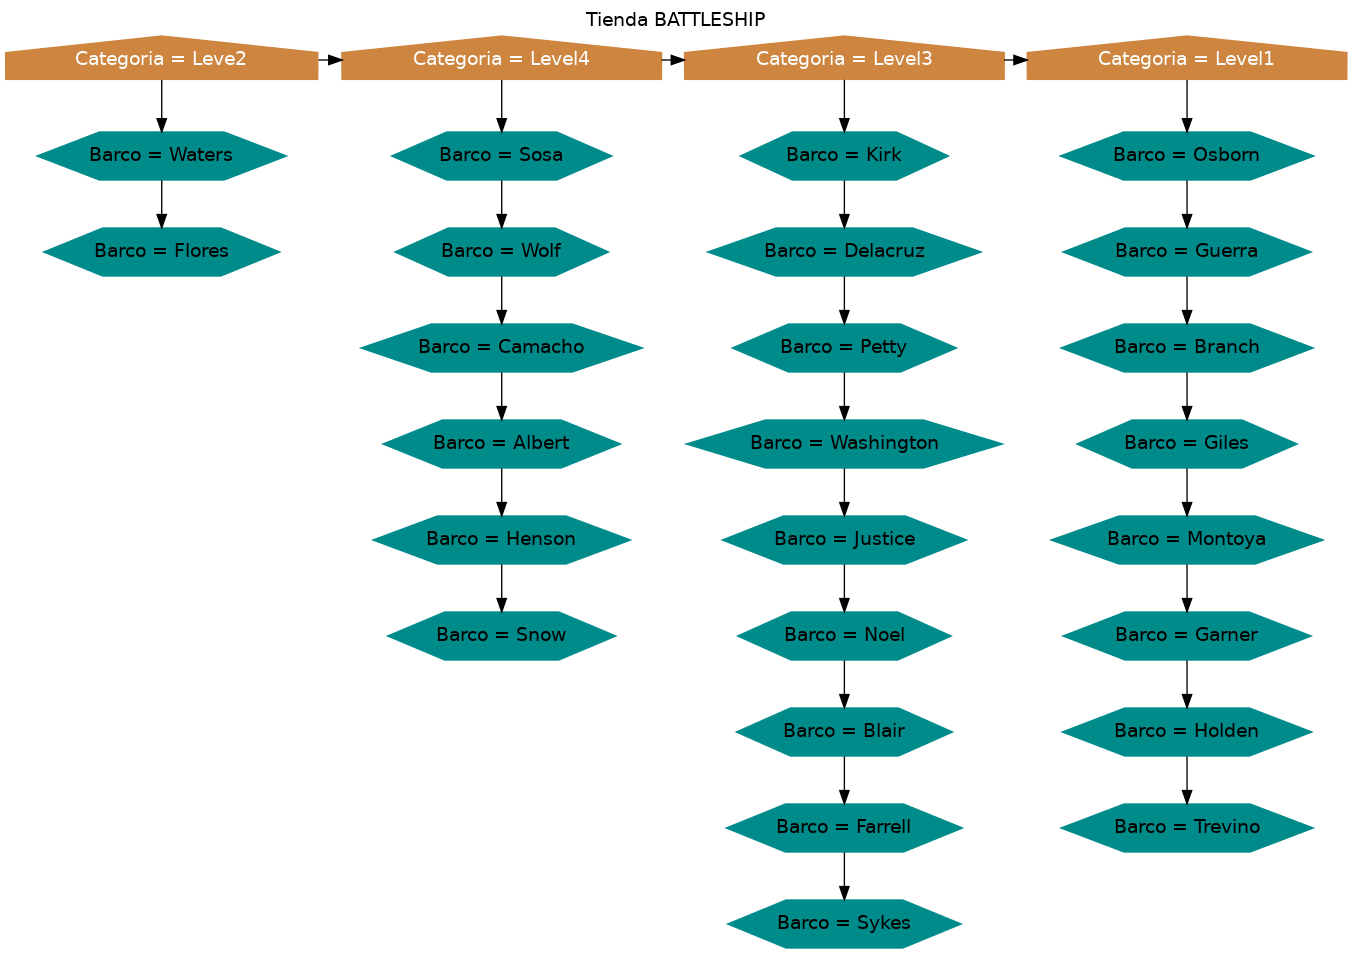 Tienda BATTLESHIP
Categoria = Leve2
Categoria = Level4
Categoria = Level3
Categoria = Level1
Barco = Waters
Barco = Sosa
Barco = Kirk
Barco = Osborn
Barco = Flores
Barco = Wolf
Barco = Delacruz
Barco = Guerra
Barco = Camacho
Barco = Petty
Barco = Branch
Barco = Albert
Barco = Washington
Barco = Giles
Barco = Henson
Barco = Justice
Barco = Montoya
Barco = Snow
Barco = Noel
Barco = Garner
Barco = Blair
Barco = Holden
Barco = Farrell
Barco = Trevino
Barco = Sykes